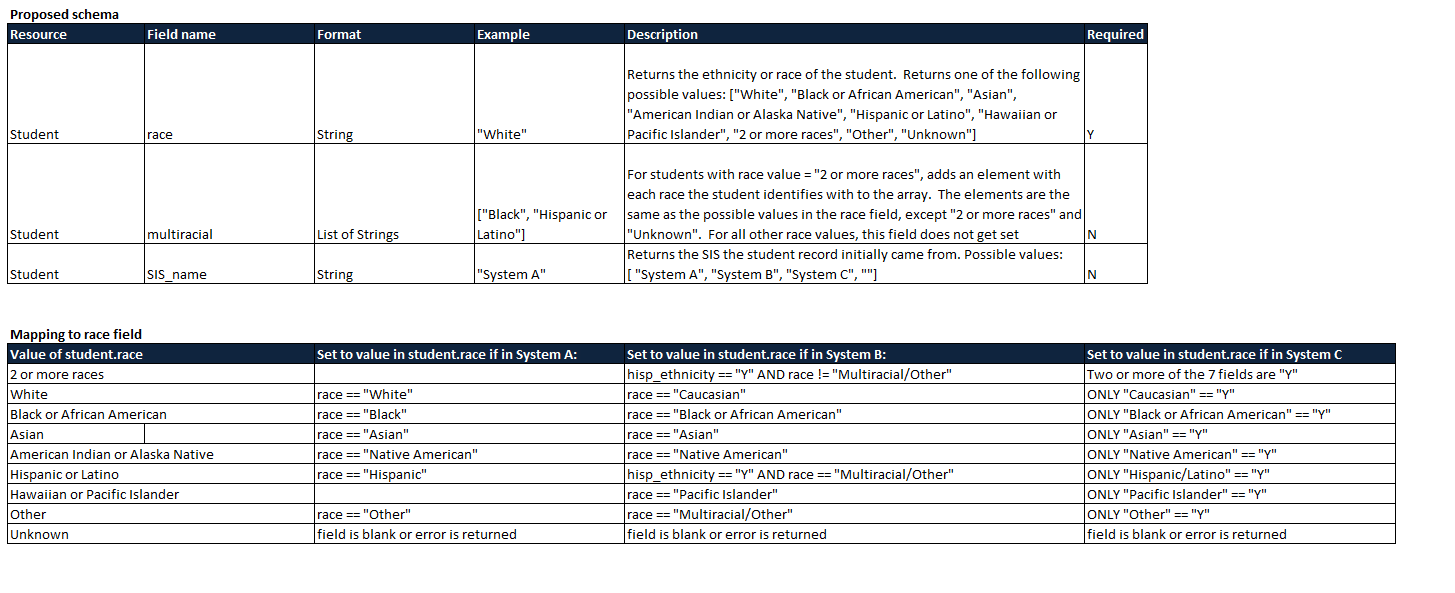 Proposed schema
Resource Field name Format Example Description Required
Returns the ethnicity or race of the student.  Returns one of the following
possible values: ["White", "Black or African American", "Asian",
"American Indian or Alaska Native", "Hispanic or Latino", "Hawaiian or
Student race String "White" Pacific Islander", "2 or more races", "Other", "Unknown"] Y
For students with race value = "2 or more races", adds an element with
each race the student identifies with to the array.  The elements are the
["Black", "Hispanic or same as the possible values in the race field, except "2 or more races" and
Student multiracial List of Strings Latino"] "Unknown".  For all other race values, this field does not get set N
Returns the SIS the student record initially came from. Possible values:
Student SIS_name String "System A" [ "System A", "System B", "System C", ""] N
Mapping to race field
Value of student.race Set to value in student.race if in System A: Set to value in student.race if in System B: Set to value in student.race if in System C
2 or more races hisp_ethnicity == "Y" AND race != "Multiracial/Other" Two or more of the 7 fields are "Y"
White race == "White" race == "Caucasian" ONLY "Caucasian" == "Y"
Black or African American race == "Black" race == "Black or African American" ONLY "Black or African American" == "Y"
Asian race == "Asian" race == "Asian" ONLY "Asian" == "Y"
American Indian or Alaska Native race == "Native American" race == "Native American" ONLY "Native American" == "Y"
Hispanic or Latino race == "Hispanic" hisp_ethnicity == "Y" AND race == "Multiracial/Other" ONLY "Hispanic/Latino" == "Y"
Hawaiian or Pacific Islander race == "Pacific Islander" ONLY "Pacific Islander" == "Y"
Other race == "Other" race == "Multiracial/Other" ONLY "Other" == "Y"
Unknown field is blank or error is returned field is blank or error is returned field is blank or error is returned